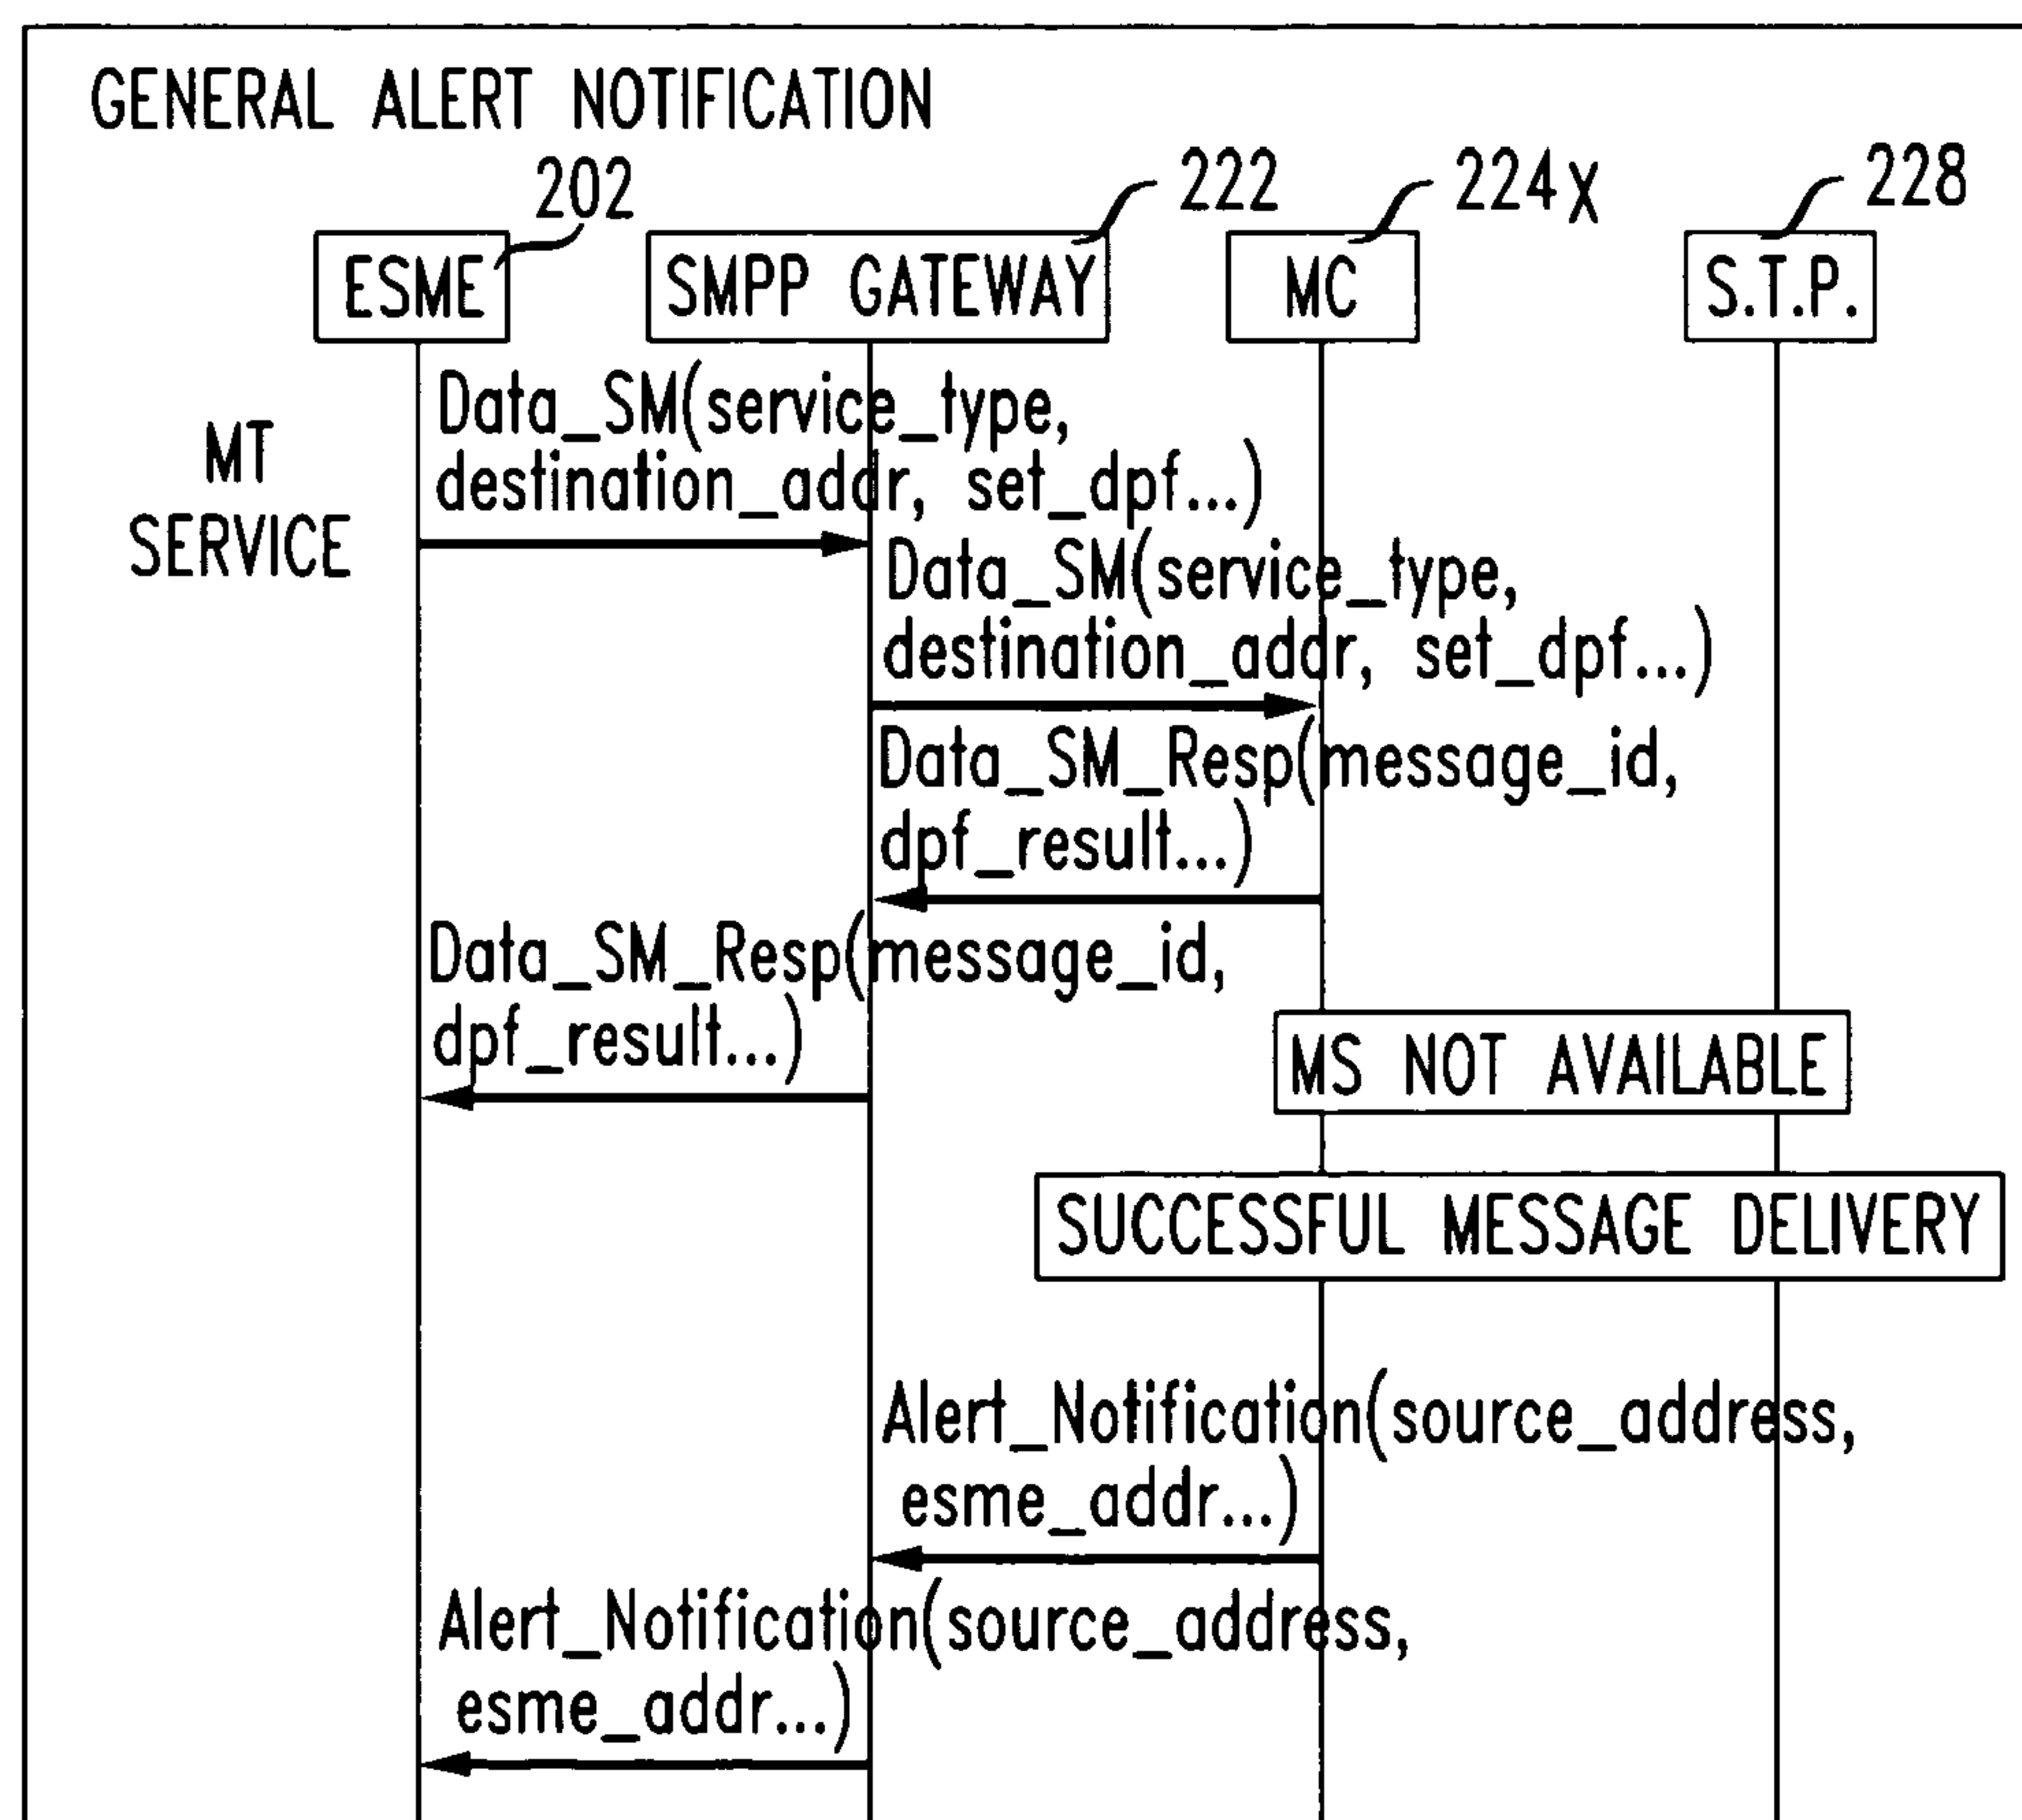 GENERAL ALERT NOTIFICATION
202
222
224X
228
ESME
SMPP GATEWAY
MC
S.T.P.
MT
SERVICE
Data_SM(service_type,
destination_addr, set_dpf...)
Data_SM(service_type,
destination_addr, set_dpf...)
Data_SM_Resp(message_id,
dpf_result...)
Data_SM_Resp(message_id,
dpf_result...)
MS NOT AVAILABLE
SUCCESSFUL MESSAGE DELIVERY
Alert_Notification(source_address,
esme_addr...)
Alert_Notification(source_address,
esme_addr...)